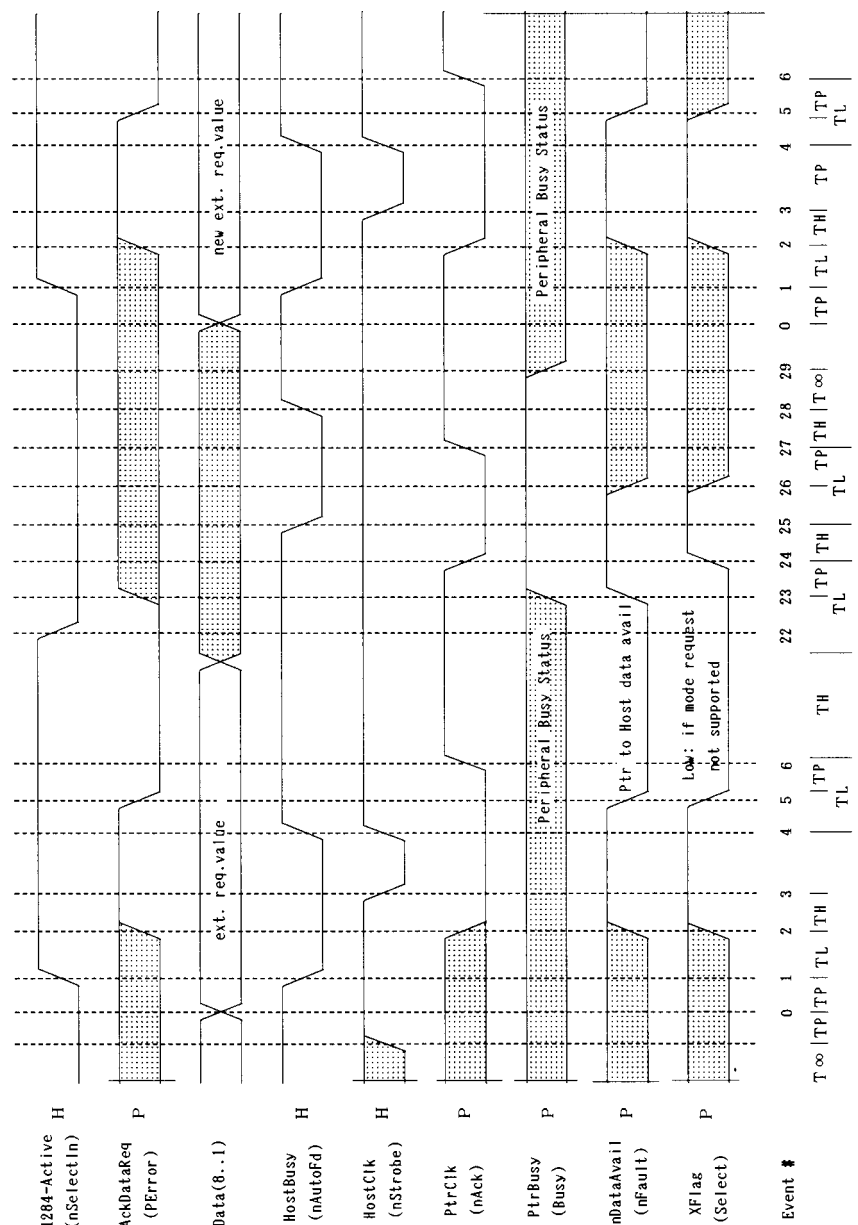 1284-Active
(nSelectIn)
H
AckDataReq
(PError)
P
Data(8..1)
ext. req.value
new ext. req.value
HostBusy
(nAutoFd)
H
HostClk
(nStrobe)
H
PtrClk
(nAck)
P
PtrBusy
(Busy)
P
Peripheral Busy Status
Peripheral Busy Status
nDataAvail
(nFault)
P
Ptr to Host data avail
XFlag
(Select)
P
Low: if mode request
not supported
Event # 0 1 2 3 4 5 6 22 23 24 25 26 27 28 29 0 1 2 3 4 5 6
T∞ |TP|TP| TL |TH| |TP| TH |TP| TH | |TP| TH |T∞| |TP| TL |TH| TP | |TP|
TL TL TL TL